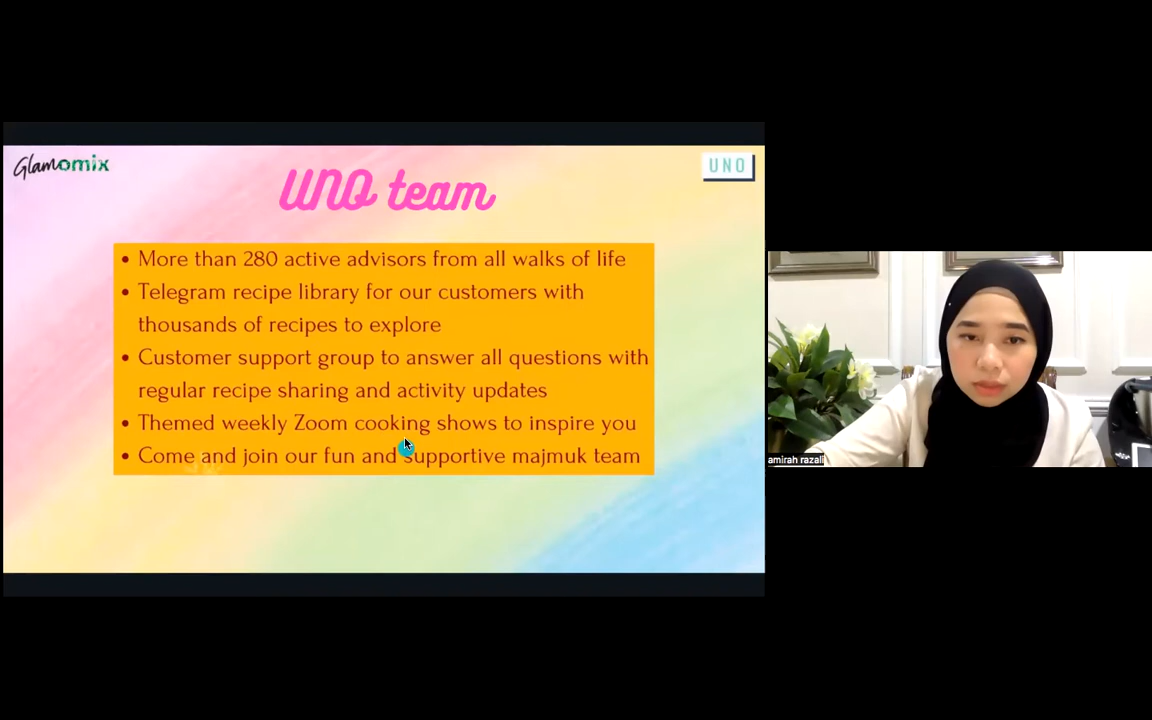 Glamomix
UNO
UNO team
• More than 280 active advisors from all walks of life
• Telegram recipe library for our customers with
thousands of recipes to explore
• Customer support group to answer all questions with
regular recipe sharing and activity updates
• Themed weekly Zoom cooking shows to inspire you
• Come and join our fun and supportive majmuk team
amirah razali